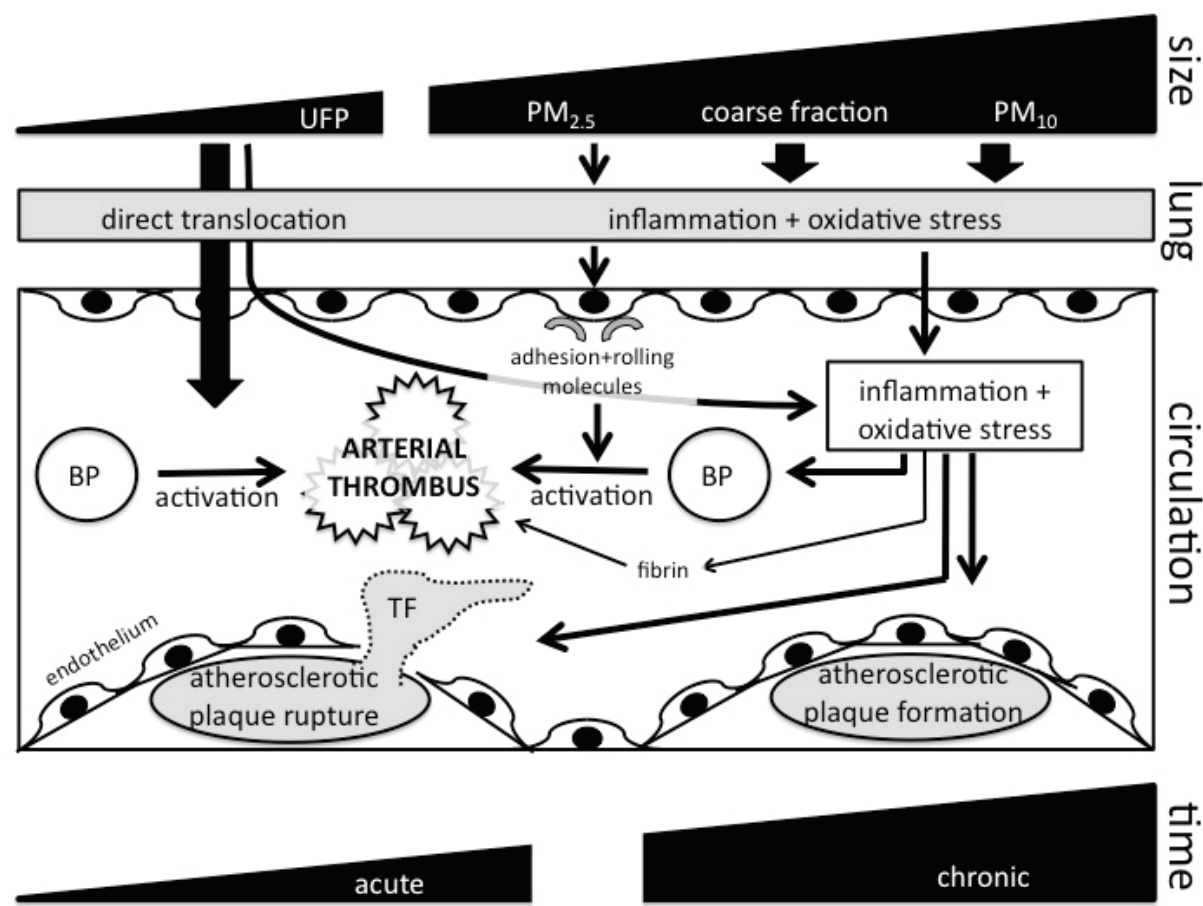 size
UFP
PM2.5
coarse fraction
PM10
lung
direct translocation
inflammation + oxidative stress
circulation
adhesion+rolling
molecules
inflammation +
oxidative stress
BP
activation
ARTERIAL
THROMBUS
activation
BP
fibrin
TF
endothelium
atherosclerotic
plaque rupture
atherosclerotic
plaque formation
time
acute
chronic